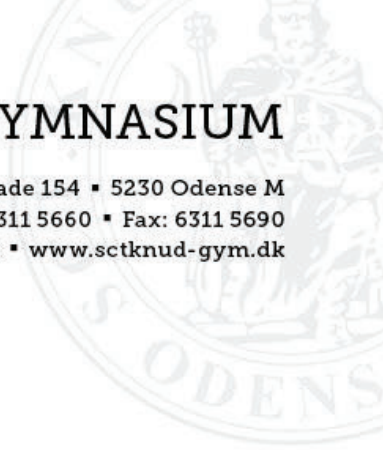 YMNASIUM
ade 154 ▪ 5230 Odense M
311 5660 ▪ Fax: 6311 5690
▪ www.sctknud-gym.dk
ODENS